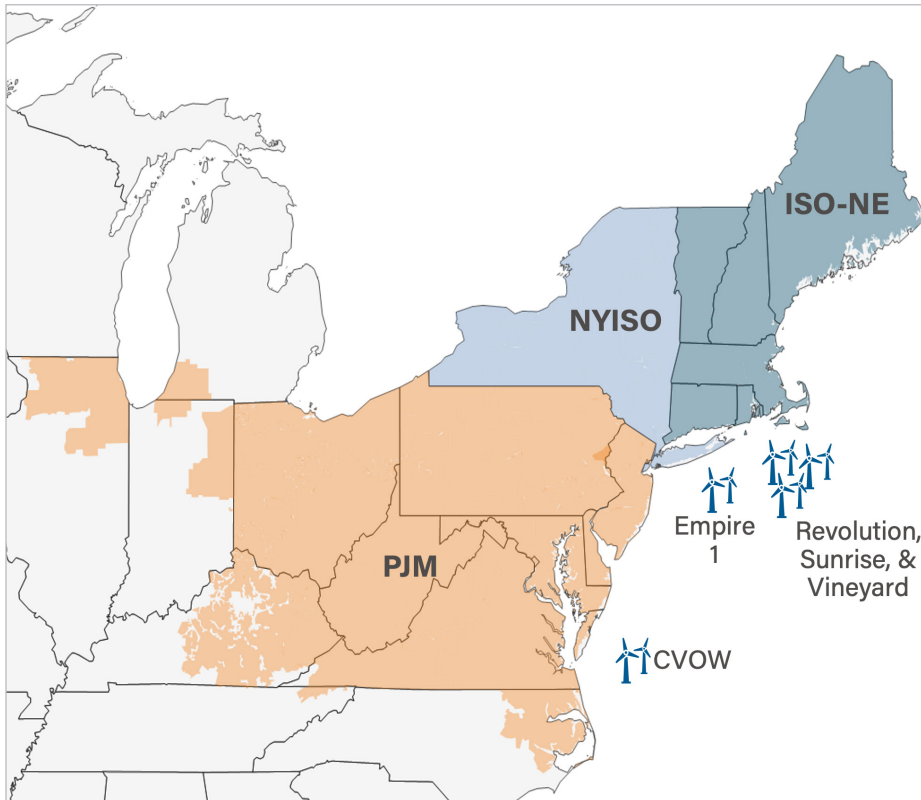 ISO-NE
NYISO
Empire
1
Revolution,
Sunrise, &
Vineyard
PJM
CVOW